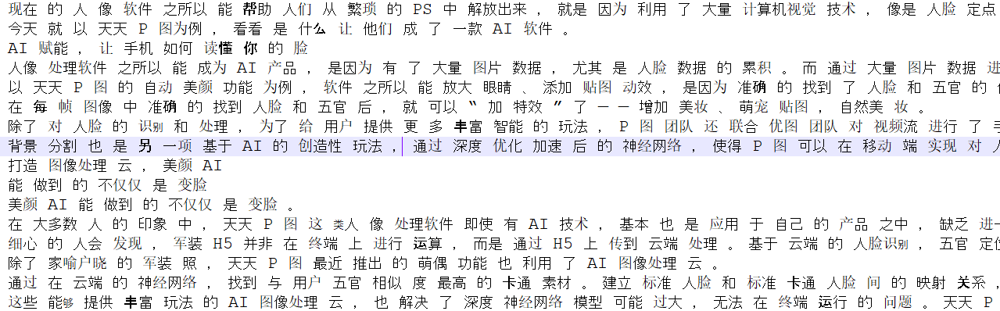 现在 的 人 像 软件 之所以 能 帮助 人们 从 繁琐 的 PS 中 解放出来 ， 就是 因为 利用 了 大量 计算机视觉 技术 ， 像是 人脸 定点
今天 就 以 天天 P 图为例 ， 看看 是 什么 让 他们 成 了 一款 AI 软件 。
AI 赋能 ， 让 手机 如何 读懂 你 的 脸
人像 处理软件 之所以 能 成为 AI 产品 ， 是因为 有 了 大量 图片 数据 ， 尤其 是 人脸 数据 的 累积 。 而 通过 大量 图片 数据 进
以 天天 P 图 的 自动 美颜 功能 为例 ， 软件 之所以 能 放大 眼睛 、 添加 贴图 动效 ， 是因为 准确 的 找到 了 人脸 和 五官 的
在 每 帧 图像 中 准确 的 找到 人脸 和 五官 后 ， 就 可以 “ 加 特效 ” 了 — — 增加 美妆 、 萌宠 贴图 ， 自然美 妆 。
除了 对 人脸 的 识别 和 处理 ， 为了 给 用户 提供 更 多 丰富 智能 的 玩法 ， P 图 团队 还 联合 优图 团队 对 视频流 进行 了
背景 分割 也 是 另 一项 基于 AI 的 创造性 玩法 ， 通过 深度 优化 加速 后 的 神经网络 ， 使得 P 图 可以 在 移动 端 实现 对 人
打造 图像处理 云 ， 美颜 AI
能 做到 的 不仅仅 是 变脸
美颜 AI 能 做到 的 不仅仅 是 变脸 。
在 大多数 人 的 印象 中 ， 天天 P 图 这 类人 像 处理软件 即使 有 AI 技术 ， 基本 也 是 应用 于 自己 的 产品 之中 ， 缺乏 进一
细心 的 人会 发现 ， 军装 H5 并非 在 终端 上 进行 运算 ， 而是 通过 H5 上 传到 云端 处理 。 基于 云端 的 人脸识别 ， 五官 定位
除了 家喻户晓 的 军装 照 ， 天天 P 图 最近 推出 的 萌偶 功能 也 利用 了 AI 图像处理 云 。
通过 在 云端 的 神经网络 ， 找到 与 用户 五官 相似 度 最高 的 卡通 素材 。 建立 标准 人脸 和 标准 卡通 人脸 间 的 映射 关系 ，
这些 能够 提供 丰富 玩法 的 AI 图像处理 云 ， 也 解决 了 深度 神经网络 模型 可能 过大 ， 无法 在 终端 运行 的 问题 。 天天 P